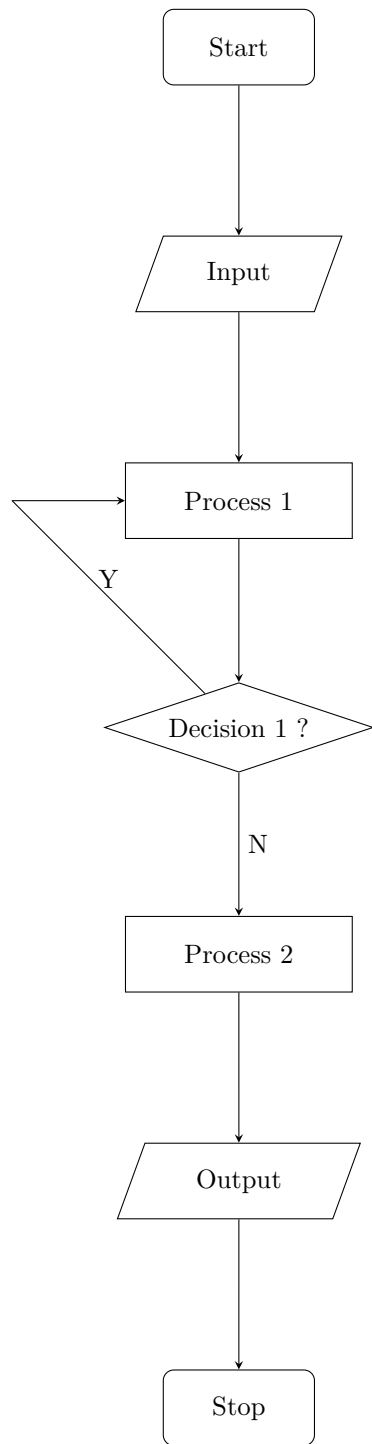 Start
Input
Process 1
Y
Decision 1 ?
N
Process 2
Output
Stop